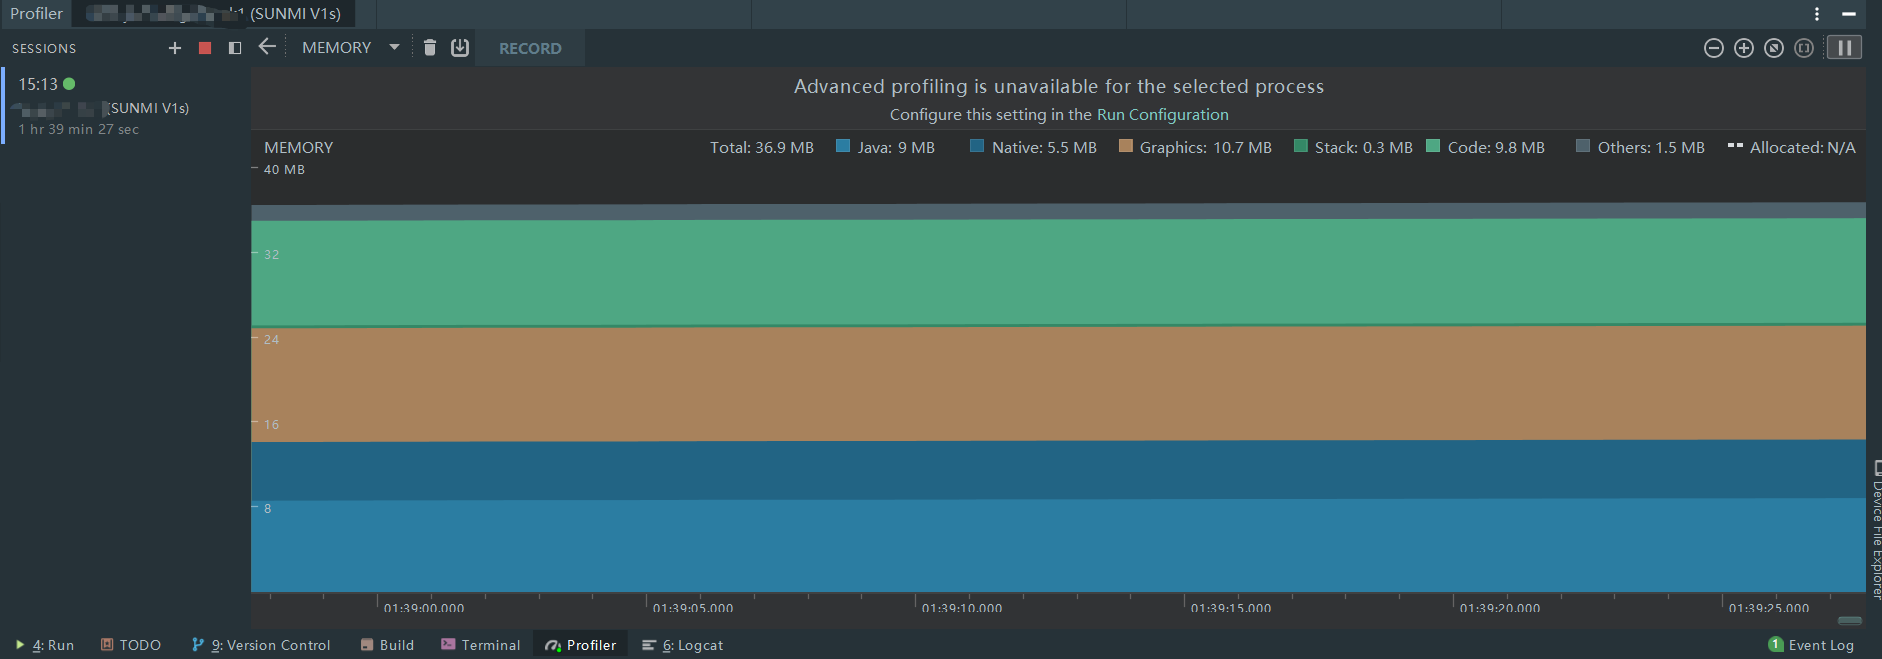 Profiler
(SUNMI V1s)
SESSIONS
MEMORY
RECORD
15:13
(SUNMI V1s)
1 hr 39 min 27 sec
Advanced profiling is unavailable for the selected process
Configure this setting in the Run Configuration
MEMORY
Total: 36.9 MB
Java: 9 MB
Native: 5.5 MB
Graphics: 10.7 MB
Stack: 0.3 MB
Code: 9.8 MB
Others: 1.5 MB
Allocated: N/A
40 MB
32
24
16
8
01:39:00.000
01:39:05.000
01:39:10.000
01:39:15.000
01:39:20.000
01:39:25.000
Device File Explorer
4: Run
TODO
9: Version Control
Build
Terminal
Profiler
6: Logcat
1 Event Log